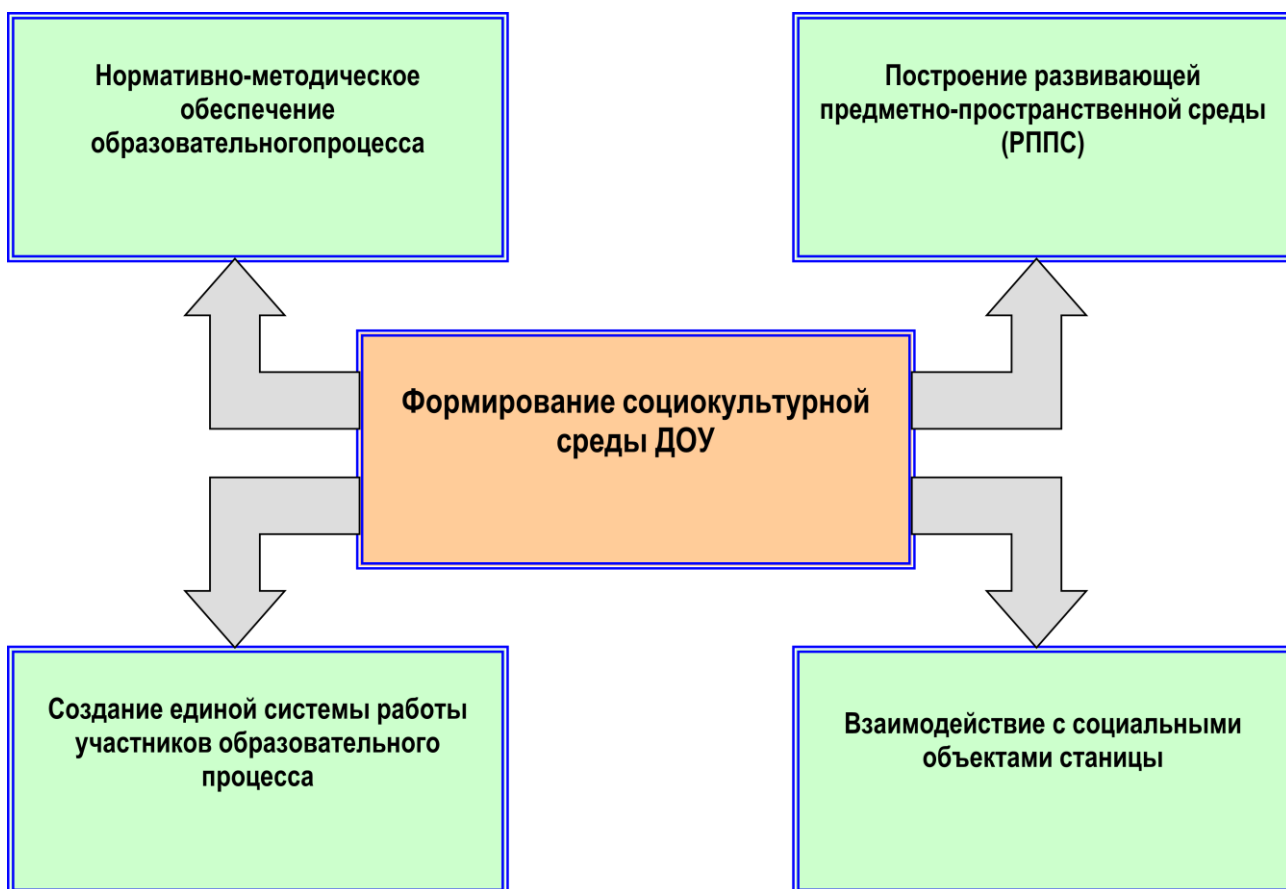 Нормативно-методическое
обеспечение
образовательногопроцесса
Построение развивающей
предметно-пространственной среды
(РППС)
Формирование социокультурной
среды ДОУ
Создание единой системы работы
участников образовательного
процесса
Взаимодействие с социальными
объектами станицы